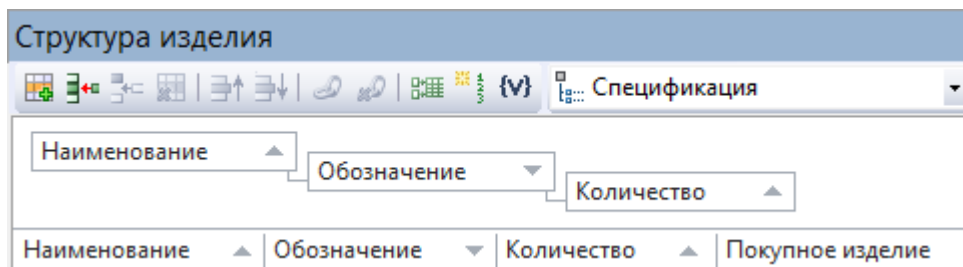 Структура изделия
{v} Спецификация
Наименование
Обозначение
Количество
Наименование Обозначение Количество Покупное изделие